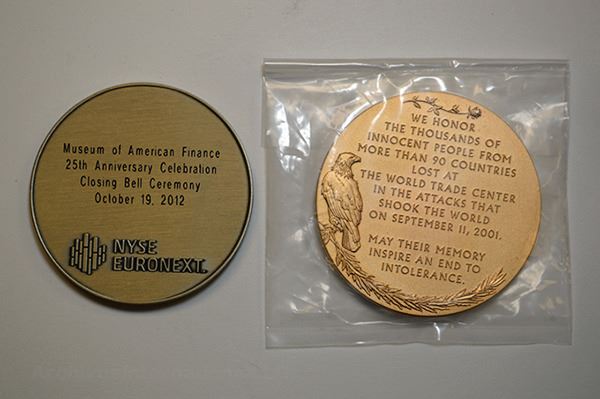 Museum of American Finance
25th Anniversary Celebration
Closing Bell Ceremony
October 19, 2012
NYSE
EURONEXT.
WE HONOR
THE THOUSANDS OF
INNOCENT PEOPLE FROM
MORE THAN 90 COUNTRIES
LOST AT
THE WORLD TRADE CENTER
IN THE ATTACKS THAT
SHOOK THE WORLD
ON SEPTEMBER 11, 2001.
MAY THEIR MEMORY
INSPIRE AN END TO
INTOLERANCE.